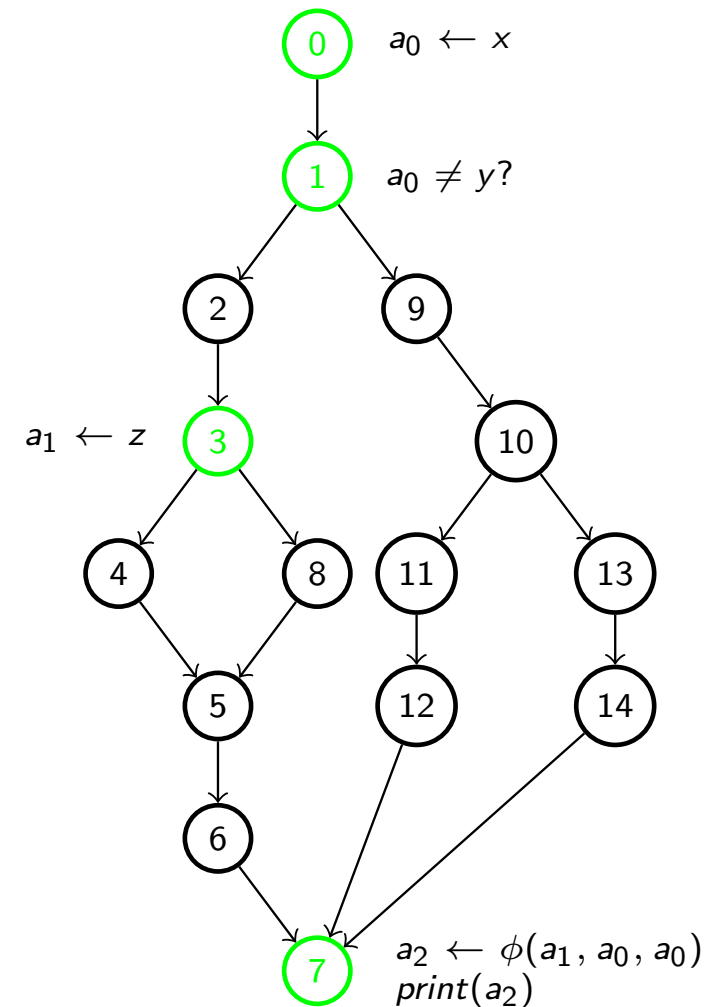 0 a₀ ← x
1 a₀ ≠ y?
2 9
a₁ ← z 3 10
4 8 11 13
5 12 14
6
7 a₂ ← ϕ(a₁, a₀, a₀)
print(a₂)